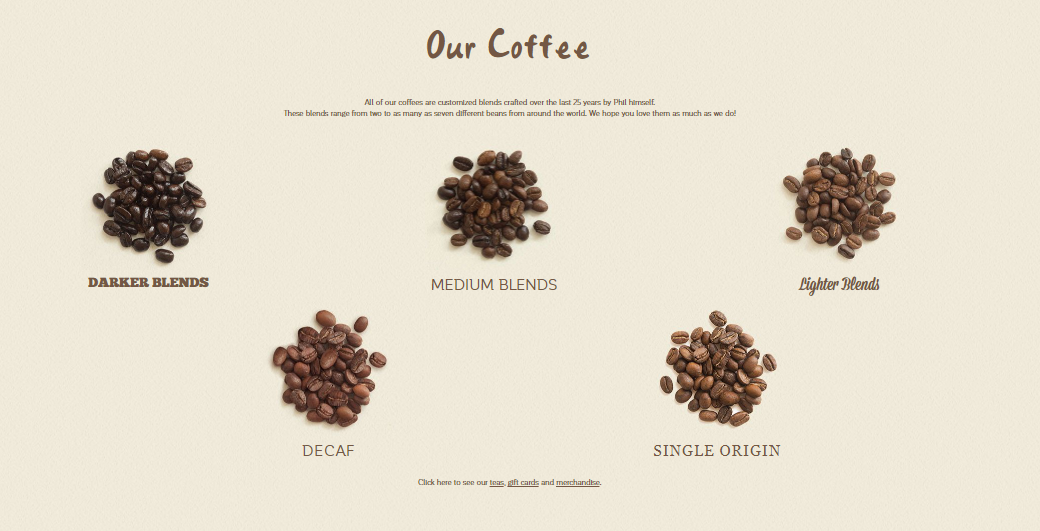 Our Coffee
All of our coffees are customized blends crafted over the last 25 years by Phil himself.
These blends range from two to as many as seven different beans from around the world. We hope you love them as much as we do!
DARKER BLENDS
MEDIUM BLENDS
Lighter Blends
DECAF
SINGLE ORIGIN
Click here to see our teas, gift cards and merchandise.